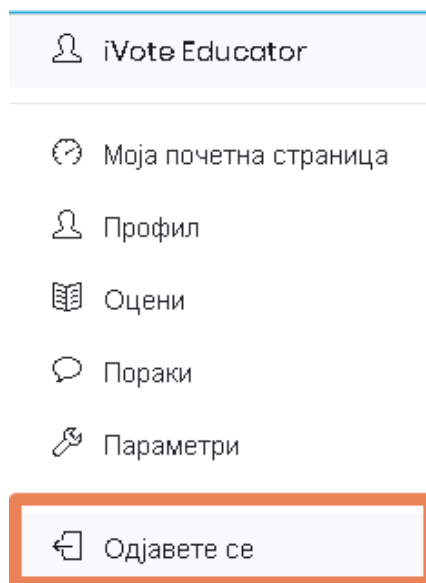 iVote Educator
Моја почетна страница
Профил
Оцени
Пораки
Параметри
Одјавете се